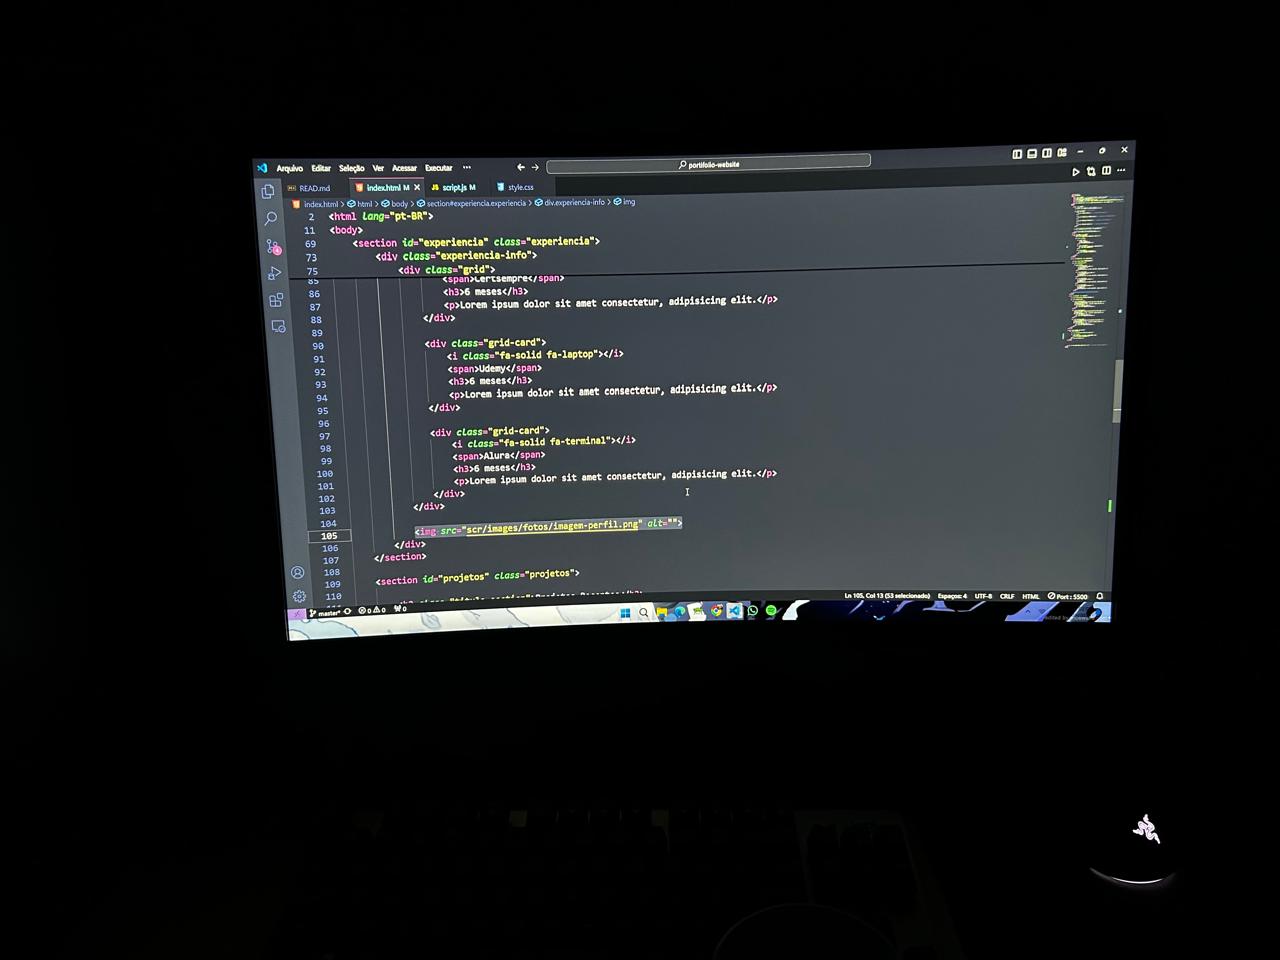 Arquivo Editar Seleção Ver Acessar Executar ··· portifolio-website
READ.md index.html M script.js M style.css
index.html > html > body > section#experiencia.experiencia > div.experiencia-info > img
2 <html lang="pt-BR">
11 <body>
69 <section id="experiencia" class="experiencia">
73 <div class="experiencia-info">
75 <div class="grid">
85 <span>Certsempre</span>
86 <h3>6 meses</h3>
87 <p>Lorem ipsum dolor sit amet consectetur, adipisicing elit.</p>
88 </div>
89
90 <div class="grid-card">
91 <i class="fa-solid fa-laptop"></i>
92 <span>Udemy</span>
93 <h3>6 meses</h3>
94 <p>Lorem ipsum dolor sit amet consectetur, adipisicing elit.</p>
95 </div>
96
97 <div class="grid-card">
98 <i class="fa-solid fa-terminal"></i>
99 <span>Alura</span>
100 <h3>6 meses</h3>
101 <p>Lorem ipsum dolor sit amet consectetur, adipisicing elit.</p>
102 </div>
103 </div>
104
105 <img src="scr/images/fotos/imagem-perfil.png" alt="">
106 </div>
107 </section>
108
109 <section id="projetos" class="projetos">
110
master* 0 0 0 Ln 105, Col 13 (53 selecionado) Espaços: 4 UTF-8 CRLF HTML Port : 5500